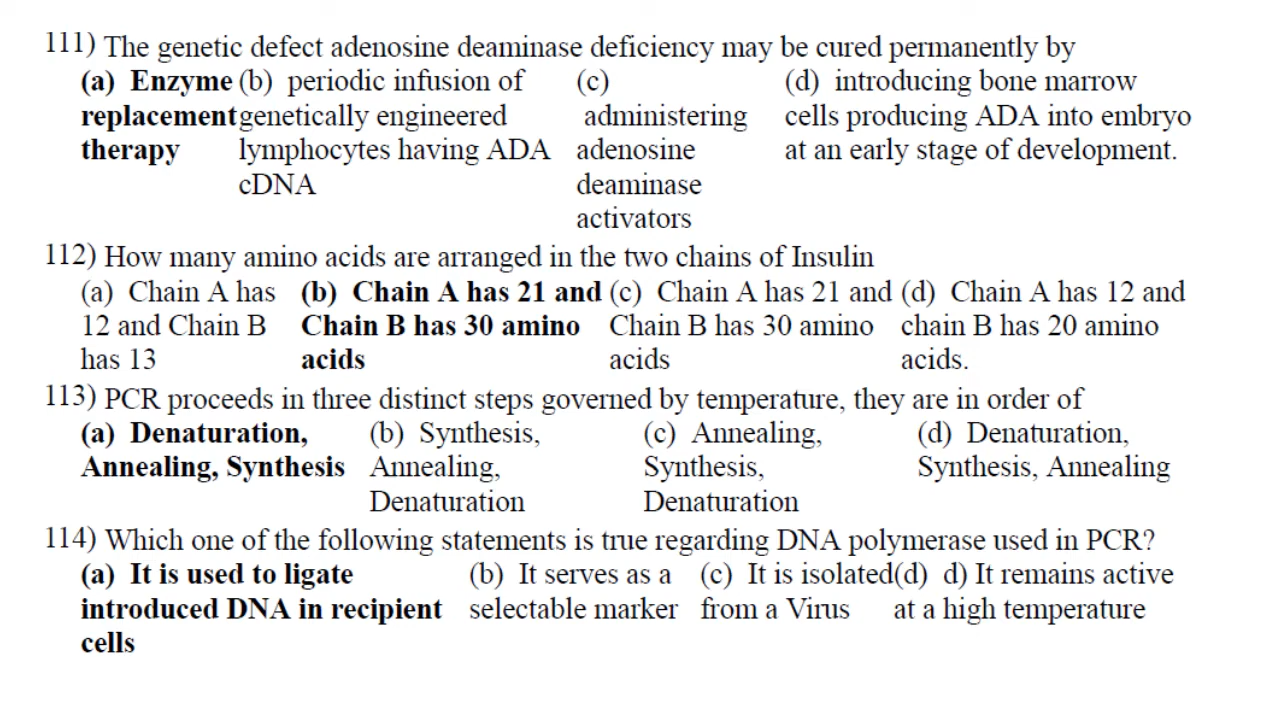 111) The genetic defect adenosine deaminase deficiency may be cured permanently by
(a) Enzyme replacement therapy
(b) periodic infusion of genetically engineered lymphocytes having ADA cDNA
(c) administering adenosine deaminase activators
(d) introducing bone marrow cells producing ADA into embryo at an early stage of development.
112) How many amino acids are arranged in the two chains of Insulin
(a) Chain A has 12 and Chain B has 13
(b) Chain A has 21 and Chain B has 30 amino acids
(c) Chain A has 21 and Chain B has 30 amino acids
(d) Chain A has 12 and chain B has 20 amino acids.
113) PCR proceeds in three distinct steps governed by temperature, they are in order of
(a) Denaturation, Annealing, Synthesis
(b) Synthesis, Annealing, Denaturation
(c) Annealing, Synthesis, Denaturation
(d) Denaturation, Synthesis, Annealing
114) Which one of the following statements is true regarding DNA polymerase used in PCR?
(a) It is used to ligate introduced DNA in recipient cells
(b) It serves as a selectable marker
(c) It is isolated from a Virus
(d) d) It remains active at a high temperature